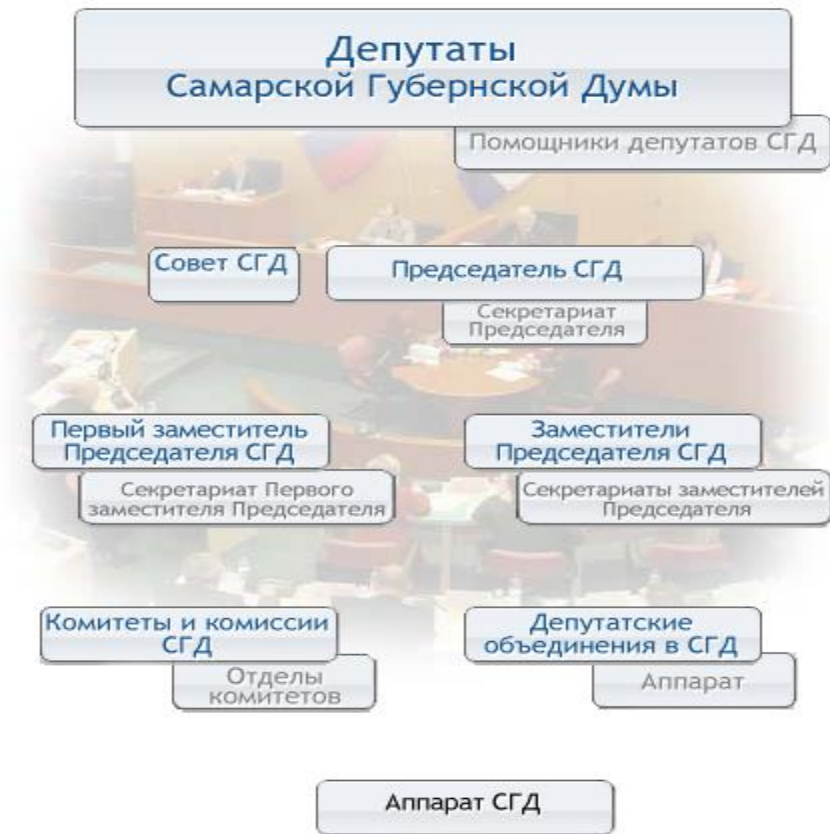 Депутаты
Самарской Губернской Думы
Помощники депутатов СГД
Совет СГД
Председатель СГД
Секретариат
Председателя
Первый заместитель
Председателя СГД
Секретариат Первого
заместителя Председателя
Заместители
Председателя СГД
Секретариаты заместителей
Председателя
Комитеты и комиссии
СГД
Отделы
комитетов
Депутатские
объединения в СГД
Аппарат
Аппарат СГД